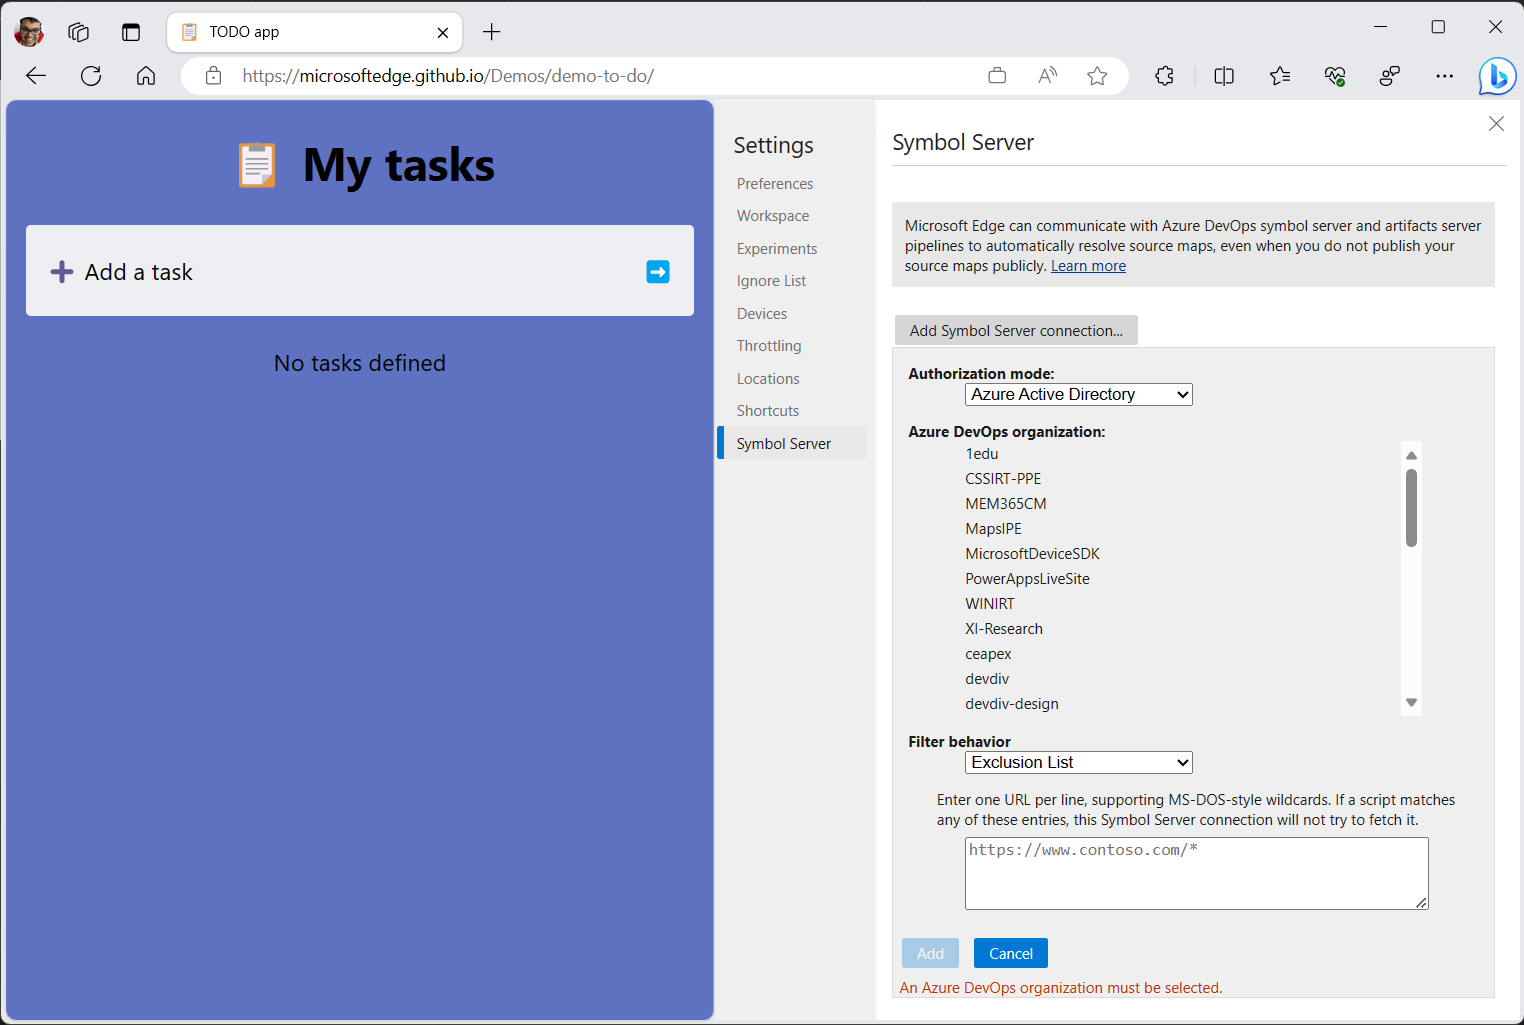 TODO app
https://microsoftedge.github.io/Demos/demo-to-do/
My tasks
Add a task
No tasks defined
Settings
Preferences
Workspace
Experiments
Ignore List
Devices
Throttling
Locations
Shortcuts
Symbol Server
Symbol Server
Microsoft Edge can communicate with Azure DevOps symbol server and artifacts server
pipelines to automatically resolve source maps, even when you do not publish your
source maps publicly. Learn more
Add Symbol Server connection...
Authorization mode:
Azure Active Directory
Azure DevOps organization:
1edu
CSSIRT-PPE
MEM365CM
MapsIPE
MicrosoftDeviceSDK
PowerAppsLiveSite
WINIRT
XI-Research
ceapex
devdiv
devdiv-design
Filter behavior
Exclusion List
Enter one URL per line, supporting MS-DOS-style wildcards. If a script matches
any of these entries, this Symbol Server connection will not try to fetch it.
https://www.contoso.com/*
Add
Cancel
An Azure DevOps organization must be selected.